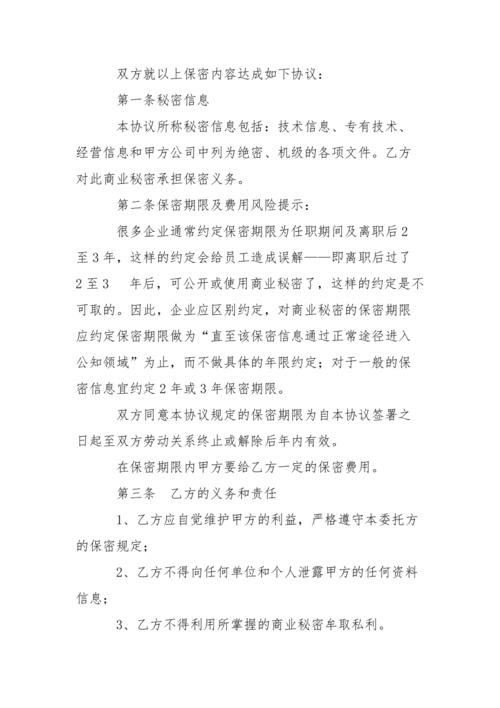 双方就以上保密内容达成如下协议：
第一条秘密信息
本协议所称秘密信息包括：技术信息、专有技术、
经营信息和甲方公司中列为绝密、机级的各项文件。乙方
对此商业秘密承担保密义务。
第二条保密期限及费用风险提示：
很多企业通常约定保密期限为任职期间及离职后2
至3年，这样的约定会给员工造成误解——即离职后过了
2至3 年后，可公开或使用商业秘密了，这样的约定是不
可取的。因此，企业应区别约定，对商业秘密的保密期限
应约定保密期限做为“直至该保密信息通过正常途径进入
公知领域”为止，而不做具体的年限约定；对于一般的保
密信息宜约定2年或3年保密期限。
双方同意本协议规定的保密期限为自本协议签署之
日起至双方劳动关系终止或解除后年内有效。
在保密期限内甲方要给乙方一定的保密费用。
第三条 乙方的义务和责任
1、乙方应自觉维护甲方的利益，严格遵守本委托方
的保密规定；
2、乙方不得向任何单位和个人泄露甲方的任何资料
信息；
3、乙方不得利用所掌握的商业秘密牟取私利。